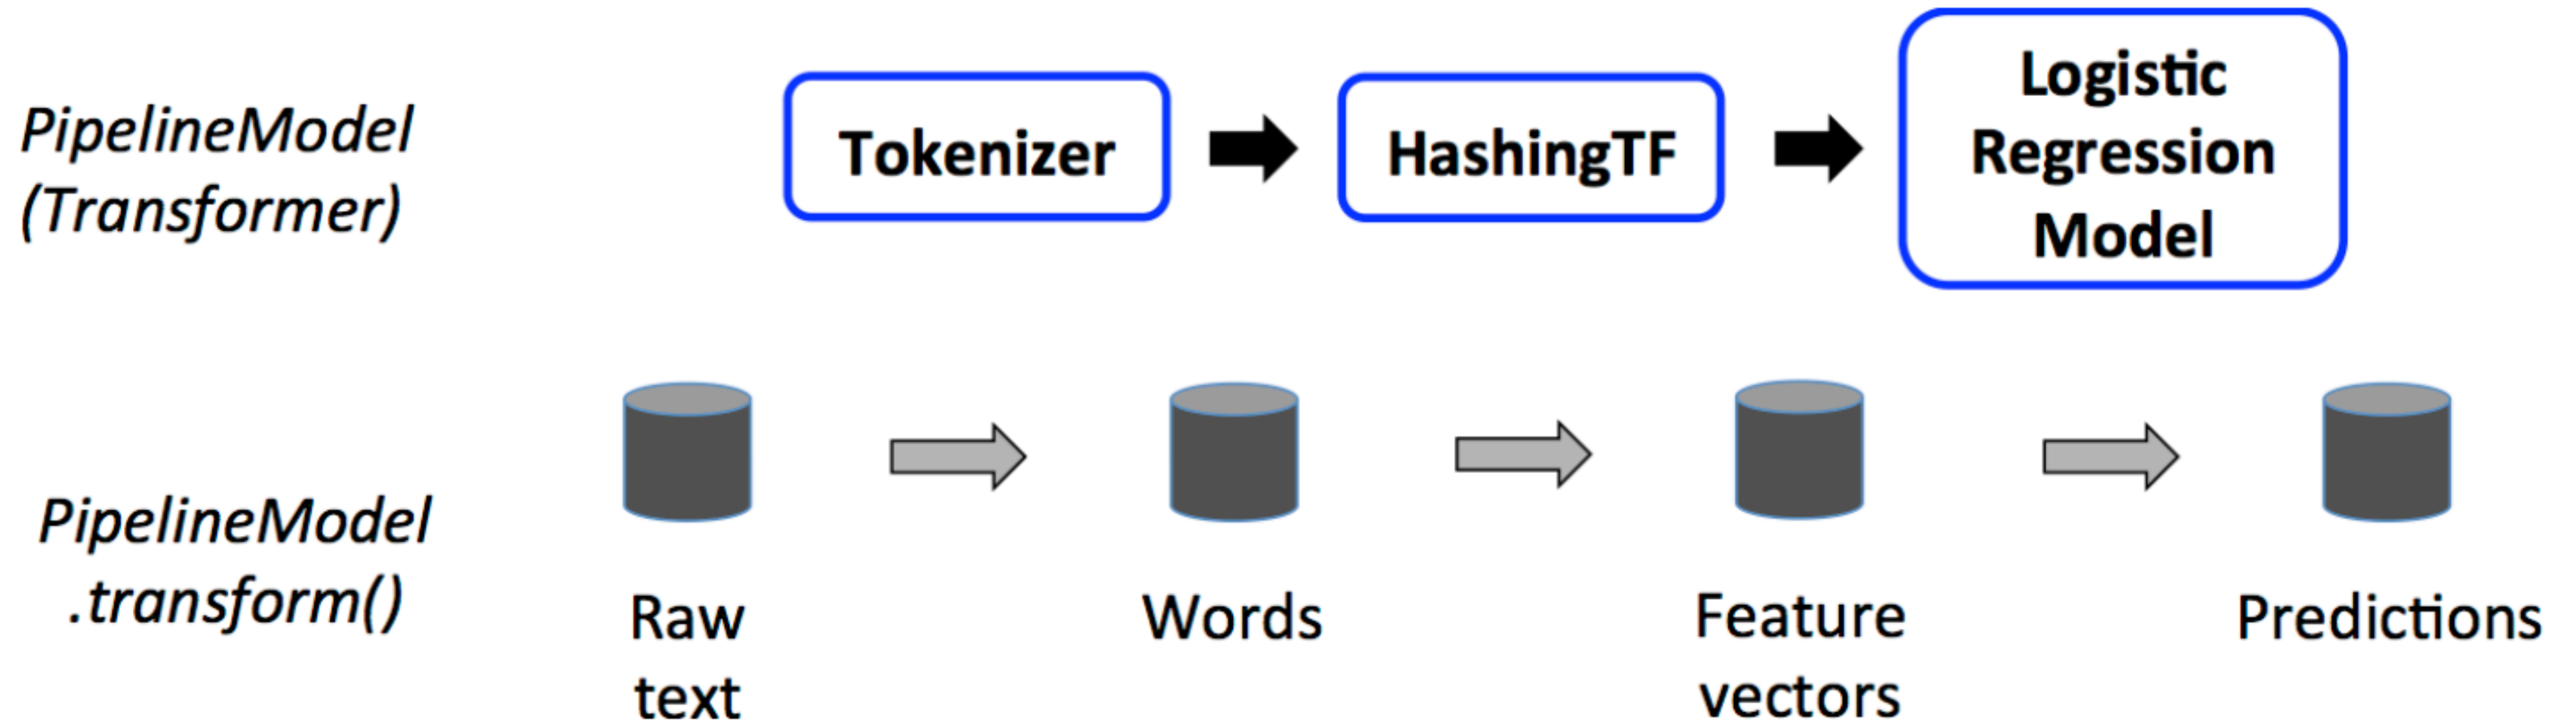 PipelineModel
(Transformer)
Tokenizer
HashingTF
Logistic
Regression
Model
PipelineModel
.transform()
Raw
text
Words
Feature
vectors
Predictions